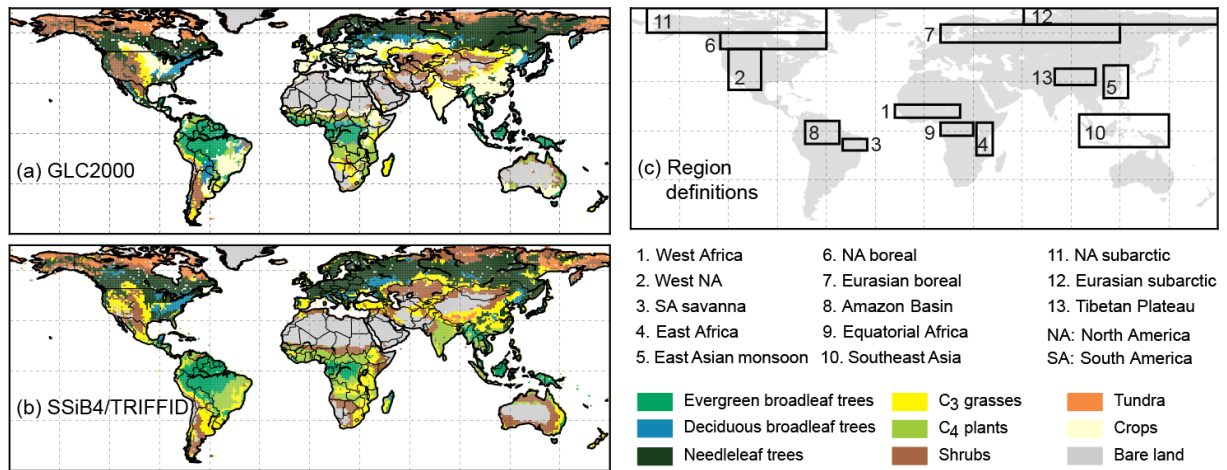 (a) GLC2000
(b) SSiB4/TRIFFID
11
12
6
7
2
13
5
1
8
3
9
4
10
(c) Region
definitions
1. West Africa
2. West NA
3. SA savanna
4. East Africa
5. East Asian monsoon
6. NA boreal
7. Eurasian boreal
8. Amazon Basin
9. Equatorial Africa
10. Southeast Asia
11. NA subarctic
12. Eurasian subarctic
13. Tibetan Plateau
NA: North America
SA: South America
Evergreen broadleaf trees
Deciduous broadleaf trees
Needleleaf trees
C3 grasses
C4 plants
Shrubs
Tundra
Crops
Bare land